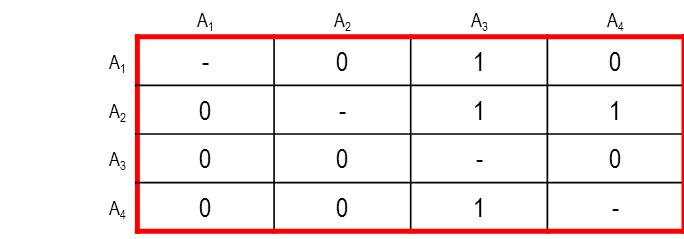 A₁ A₂ A₃ A₄
A₁ - 0 1 0
A₂ 0 - 1 1
A₃ 0 0 - 0
A₄ 0 0 1 -